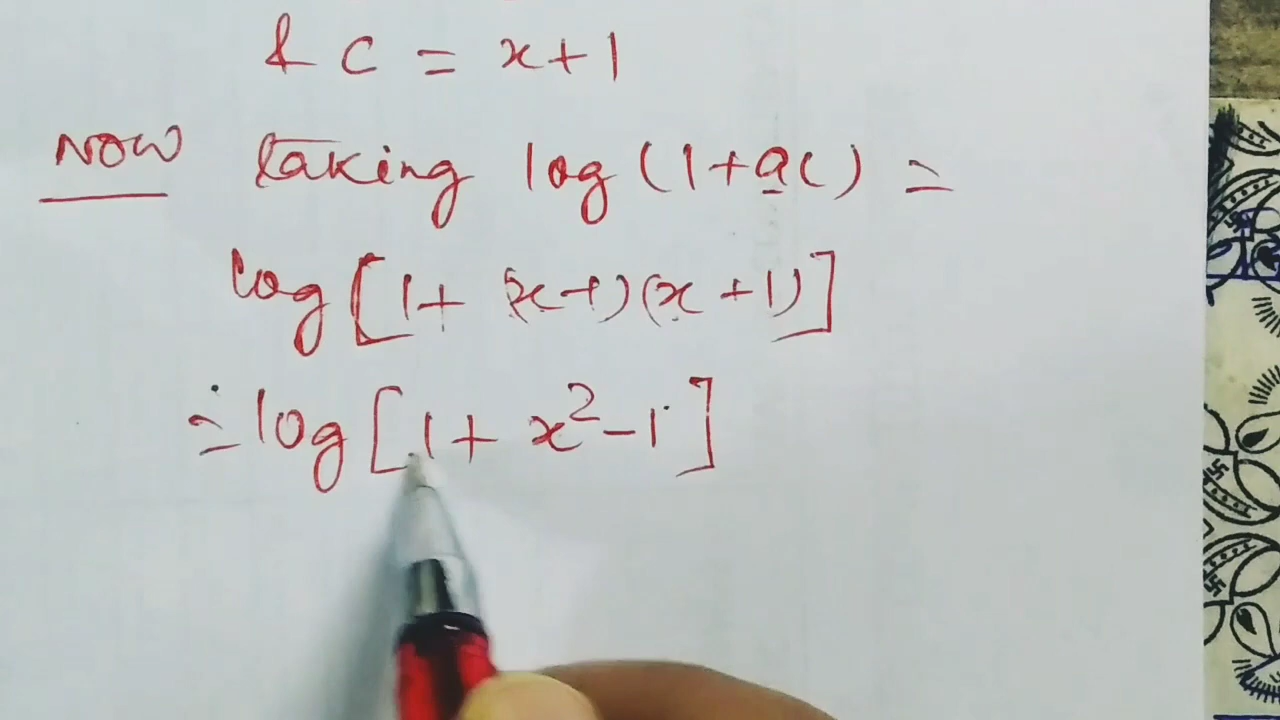 & c = x+1
Now taking log(1+ac) =
log[1+ (x-1)(x+1)]
= log[1+ x²-1]